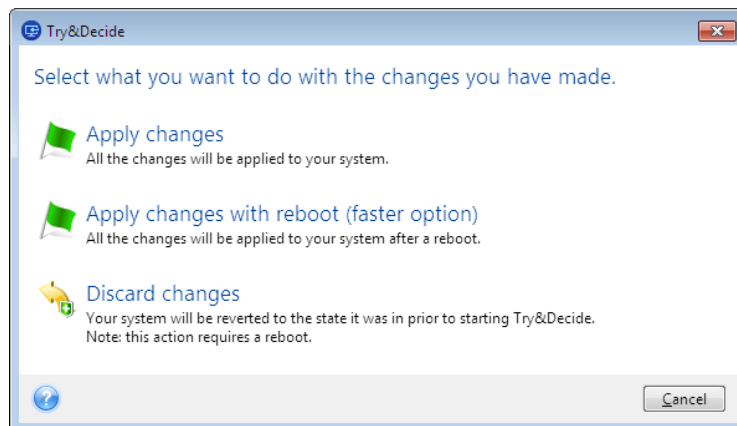 Try&Decide
Select what you want to do with the changes you have made.
Apply changes
All the changes will be applied to your system.
Apply changes with reboot (faster option)
All the changes will be applied to your system after a reboot.
Discard changes
Your system will be reverted to the state it was in prior to starting Try&Decide.
Note: this action requires a reboot.
Cancel